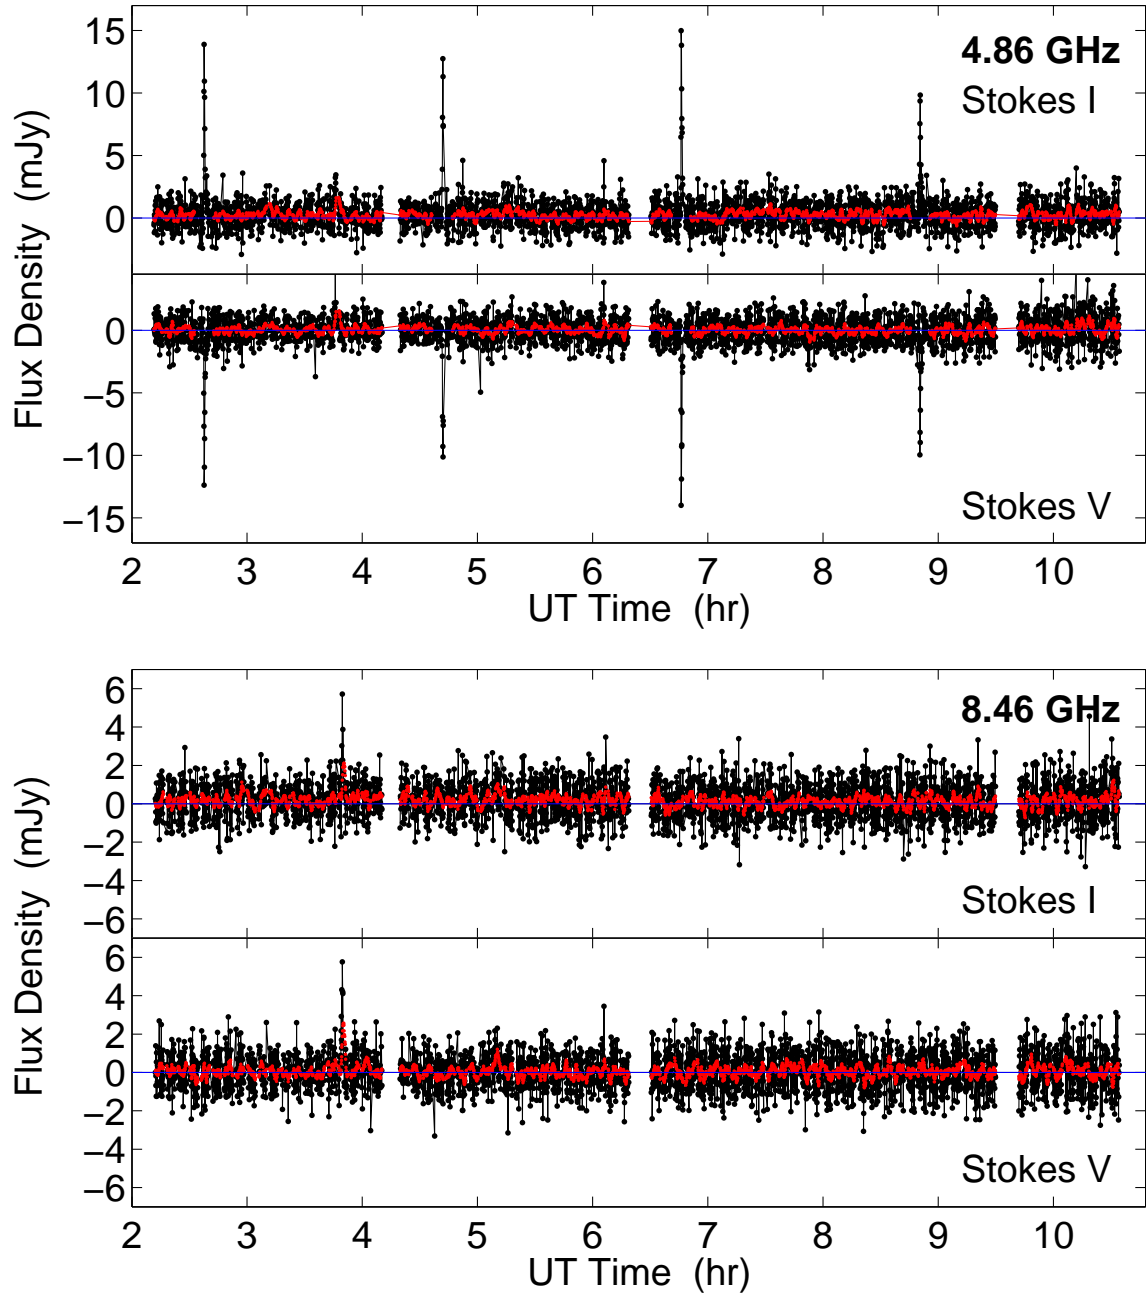 4.86 GHz
Stokes I
15
10
5
0
Flux Density (mJy)
0
−5
−10
−15
Stokes V
2 3 4 5 6 7 8 9 10
UT Time (hr)
8.46 GHz
Stokes I
6
4
2
0
−2
−4
−6
Flux Density (mJy)
6
4
2
0
−2
−4
−6
Stokes V
2 3 4 5 6 7 8 9 10
UT Time (hr)